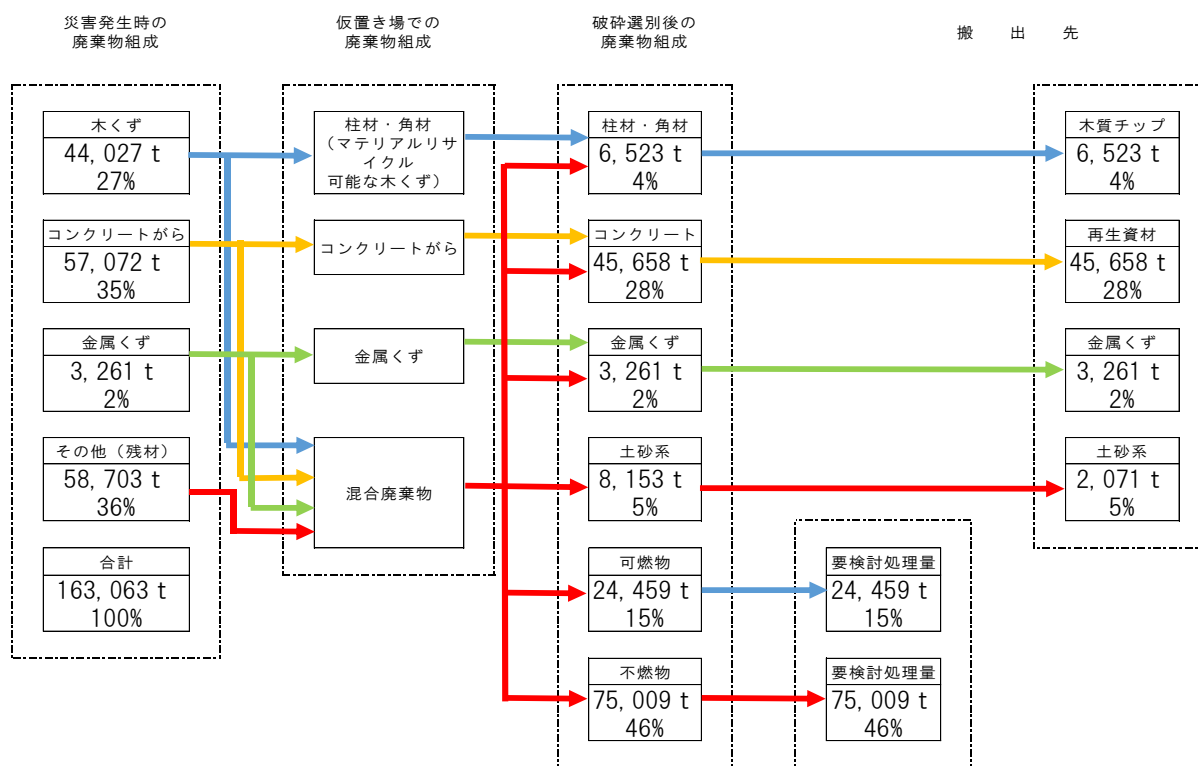 災害発生時の
廃棄物組成
仮置き場での
廃棄物組成
破砕選別後の
廃棄物組成
搬 出 先
木くず
44,027 t
27%
コンクリートがら
57,072 t
35%
金属くず
3,261 t
2%
その他（残材）
58,703 t
36%
合計
163,063 t
100%
柱材・角材
（マテリアルリサ
イクル
可能な木くず）
コンクリートがら
金属くず
混合廃棄物
柱材・角材
6,523 t
4%
コンクリート
45,658 t
28%
金属くず
3,261 t
2%
土砂系
8,153 t
5%
可燃物
24,459 t
15%
不燃物
75,009 t
46%
要検討処理量
24,459 t
15%
要検討処理量
75,009 t
46%
木質チップ
6,523 t
4%
再生資材
45,658 t
28%
金属くず
3,261 t
2%
土砂系
2,071 t
5%